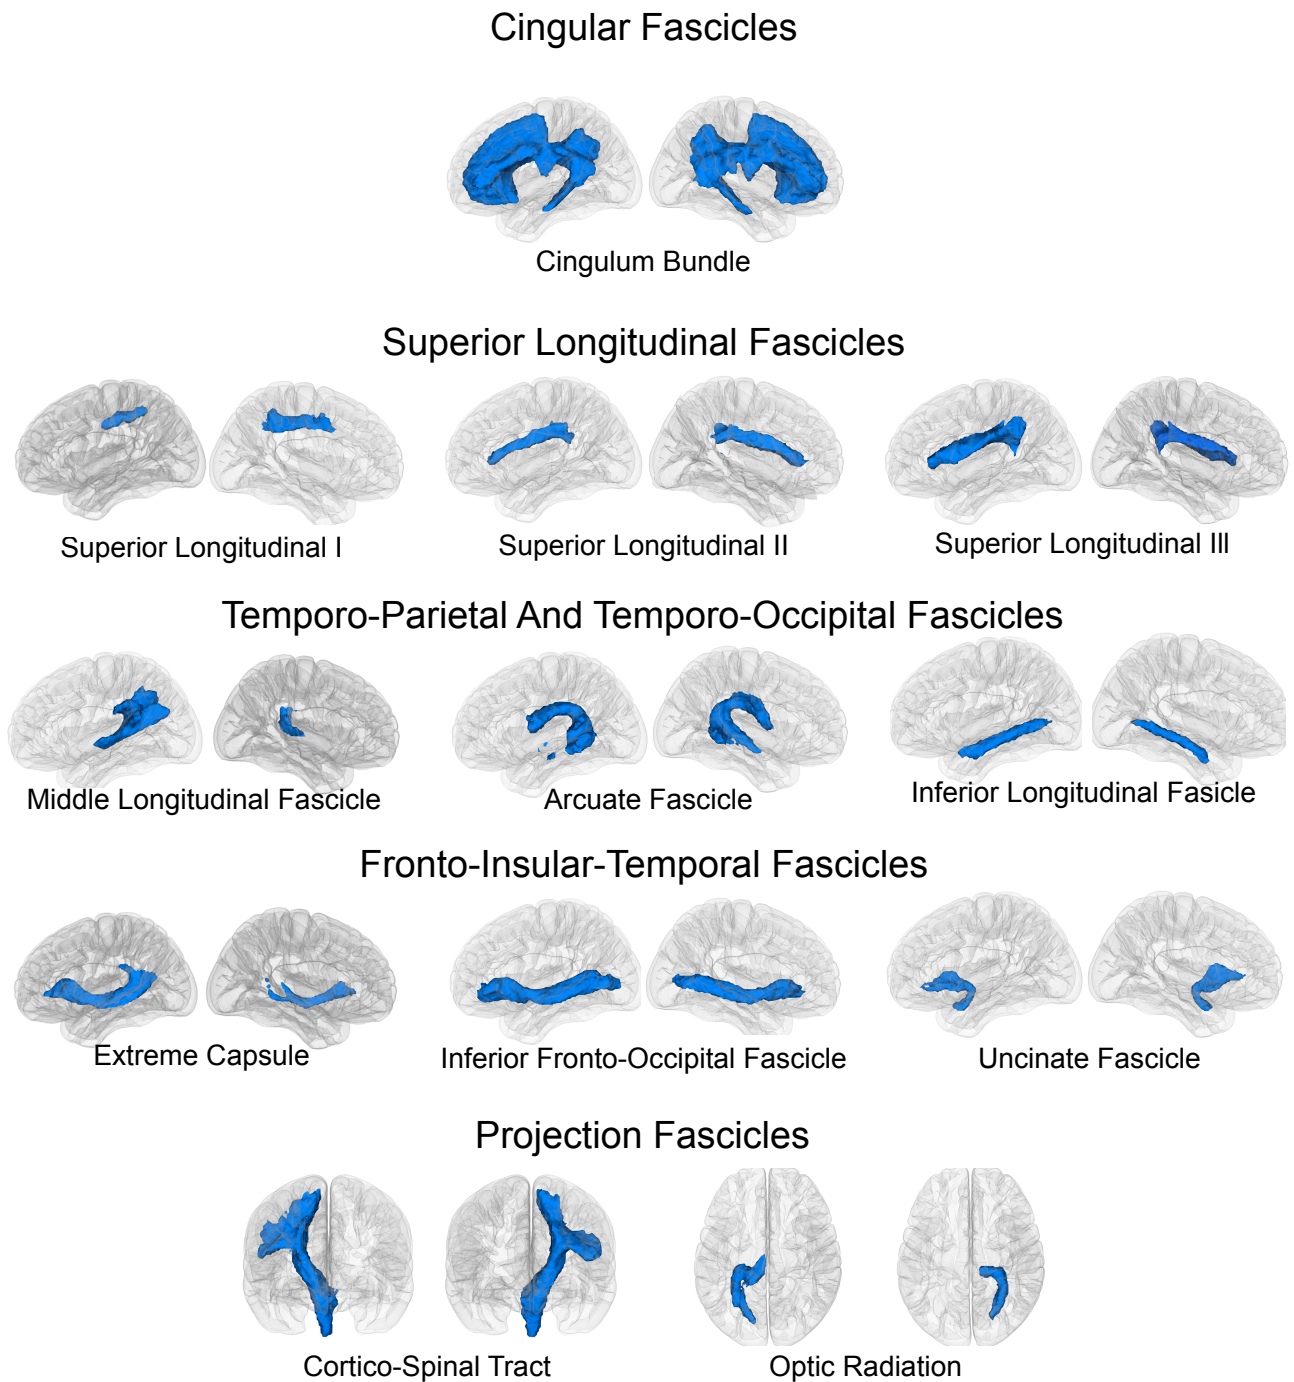 Cingular Fascicles
Cingulum Bundle
Superior Longitudinal Fascicles
Superior Longitudinal I
Superior Longitudinal II
Superior Longitudinal III
Temporo-Parietal And Temporo-Occipital Fascicles
Middle Longitudinal Fascicle
Arcuate Fascicle
Inferior Longitudinal Fasicle
Fronto-Insular-Temporal Fascicles
Extreme Capsule
Inferior Fronto-Occipital Fascicle
Uncinate Fascicle
Projection Fascicles
Cortico-Spinal Tract
Optic Radiation